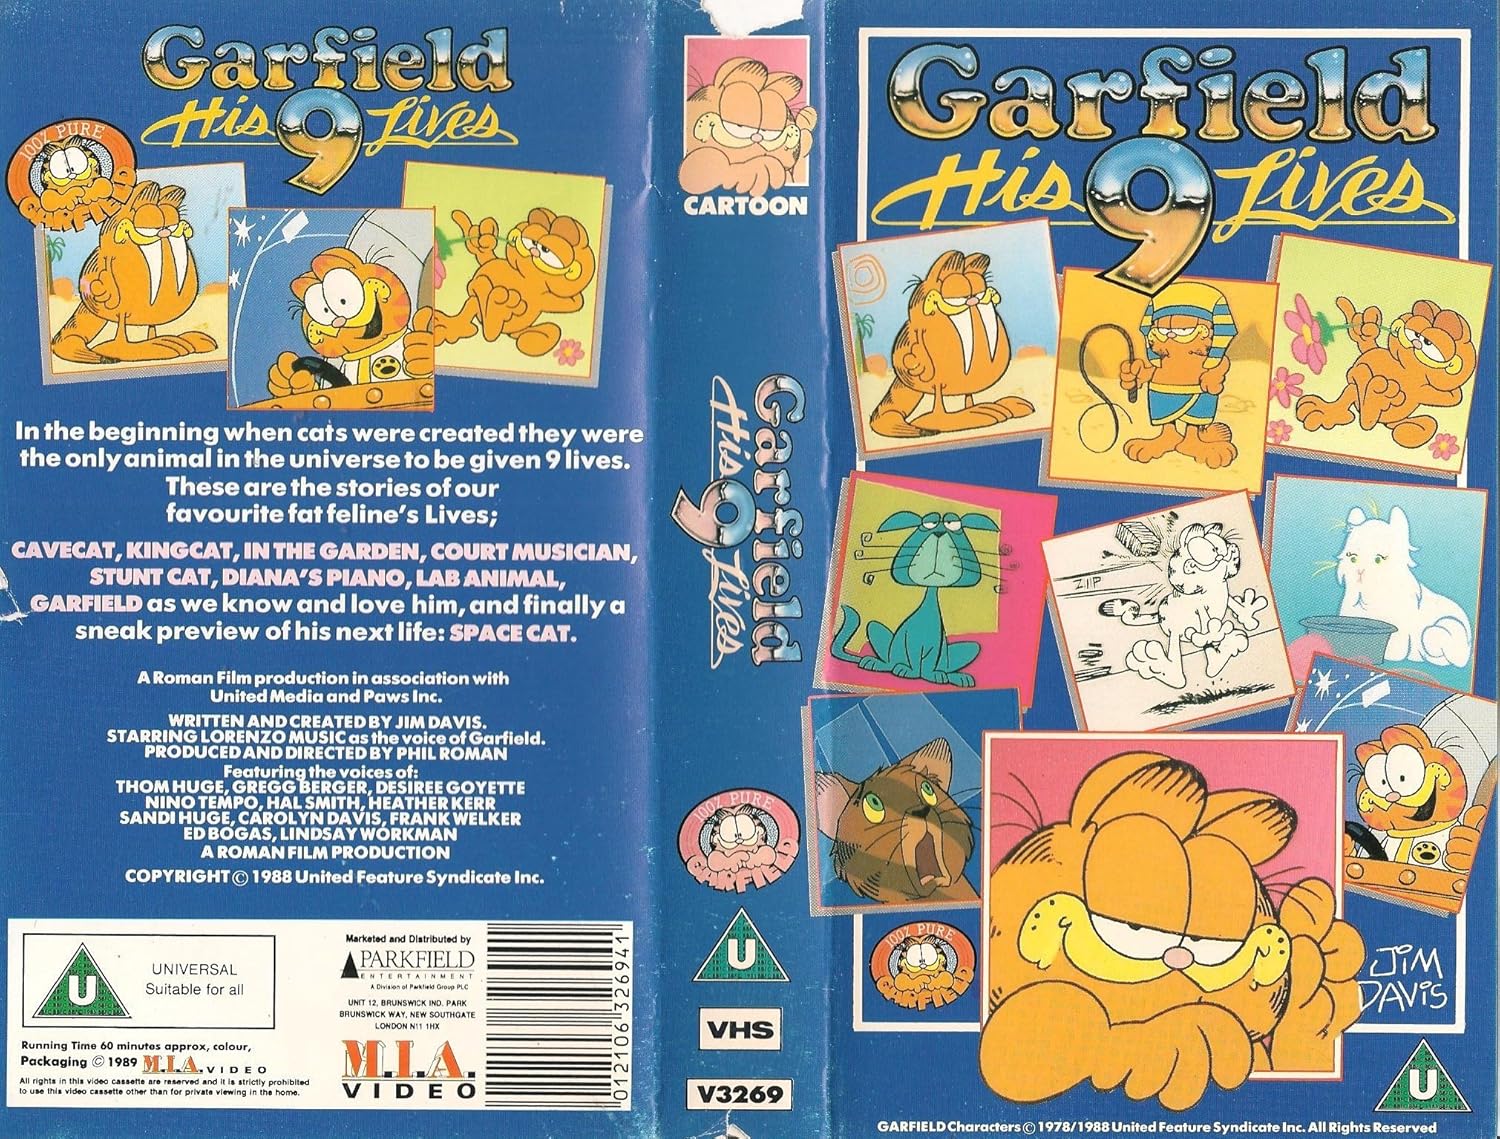 Garfield
His 9 Lives
100% PURE
GARFIELD
In the beginning when cats were created they were
the only animal in the universe to be given 9 lives.
These are the stories of our
favourite fat feline's Lives;
CAVECAT, KINGCAT, IN THE GARDEN, COURT MUSICIAN,
STUNT CAT, DIANA'S PIANO, LAB ANIMAL,
GARFIELD as we know and love him, and finally a
sneak preview of his next life: SPACE CAT.
A Roman Film production in association with
United Media and Paws Inc.
WRITTEN AND CREATED BY JIM DAVIS.
STARRING LORENZO MUSIC as the voice of Garfield.
PRODUCED AND DIRECTED BY PHIL ROMAN
Featuring the voices of:
THOM HUGE, GREGG BERGER, DESIREE GOYETTE
NINO TEMPO, HAL SMITH, HEATHER KERR
SANDI HUGE, CAROLYN DAVIS, FRANK WELKER
ED BOGAS, LINDSAY WORKMAN
A ROMAN FILM PRODUCTION
COPYRIGHT © 1988 United Feature Syndicate Inc.
U
UNIVERSAL
Suitable for all
Running Time 60 minutes approx, colour,
Packaging © 1989 M.I.A. VIDEO
All rights in this video cassette are reserved and it is strictly prohibited
to use this video cassette other than for private viewing in the home.
Marketed and Distributed by
PARKFIELD
ENTERTAINMENT
A Division of Parkfield Group PLC
UNIT 12, BRUNSWICK IND. PARK
BRUNSWICK WAY, NEW SOUTHGATE
LONDON N11 1HX
M.I.A.
VIDEO
012106 326941
CARTOON
Garfield
His 9 Lives
100% PURE
GARFIELD
U
VHS
V3269
Garfield
His 9 Lives
ZIIP
100% PURE
GARFIELD
JIM
DAVIS
U
GARFIELD Characters © 1978/1988 United Feature Syndicate Inc. All Rights Reserved